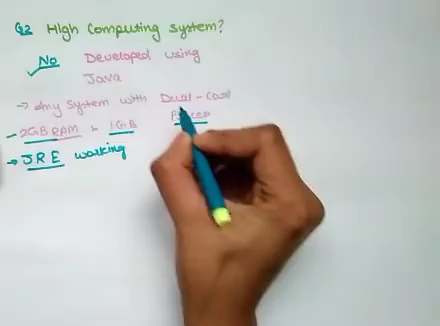 Q2 High Computing system?
No Developed using
Java
→ Any System with Dual-Core
2GB RAM 1GB
→ JRE working